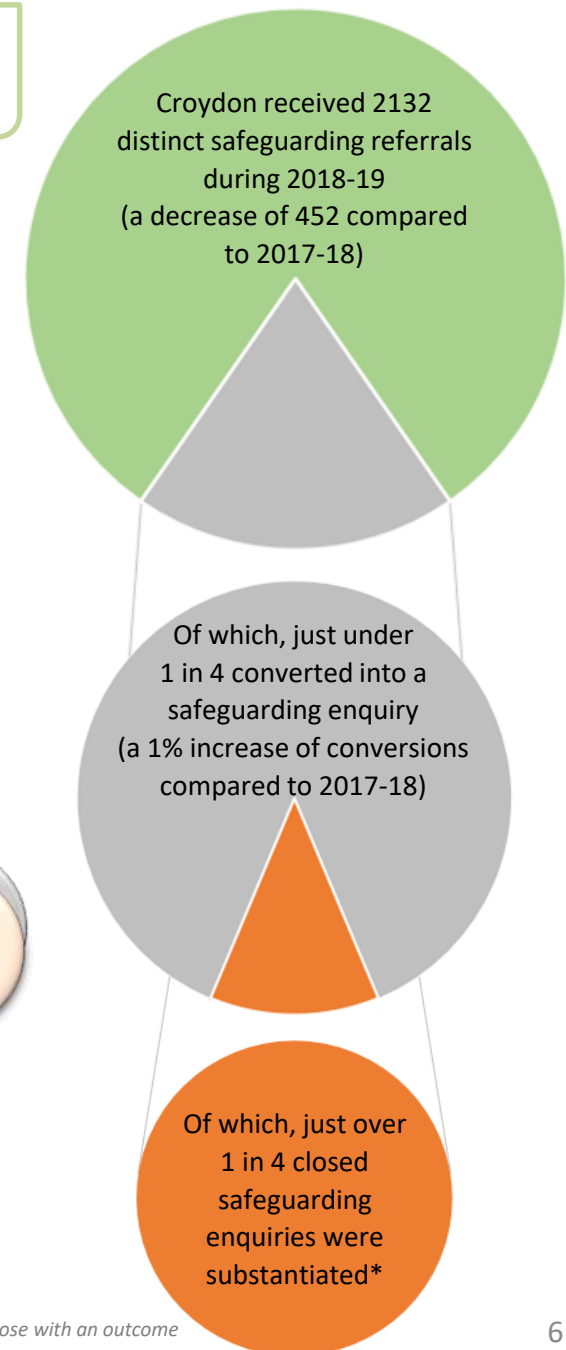 Croydon received 2132
distinct safeguarding referrals
during 2018-19
(a decrease of 452 compared
to 2017-18)
Of which, just under
1 in 4 converted into a
safeguarding enquiry
(a 1% increase of conversions
compared to 2017-18)
Of which, just over
1 in 4 closed
safeguarding
enquiries were
substantiated*
ose with an outcome
6